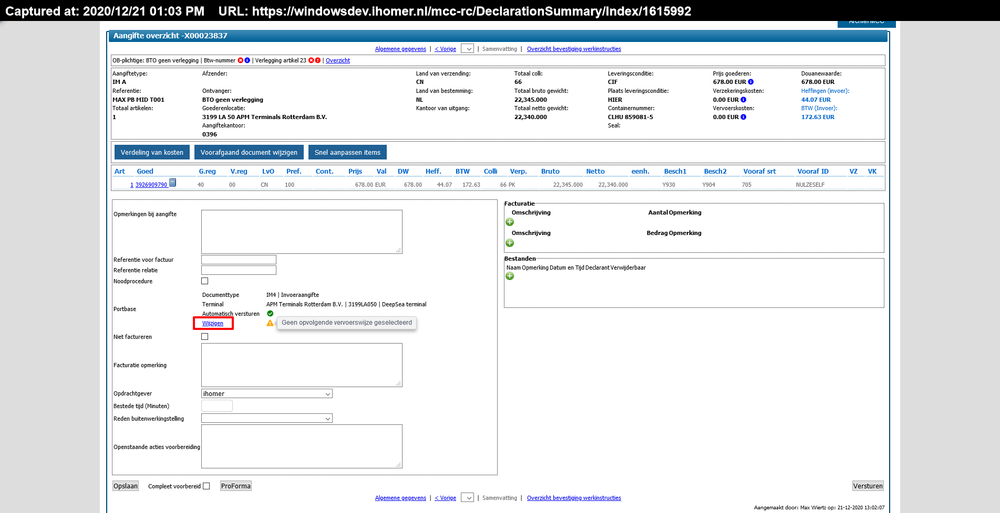 Captured at: 2020/12/21 01:03 PM URL: https://windowsdev.ihomer.nl/mcc-rc/DeclarationSummary/Index/1615992
Archief MCC
Aangifte overzicht -X00023837
Algemene gegevens | < Vorige | Samenvatting | Overzicht bevestiging werkinstructies
OB-plichtige: BTO geen verlegging | Btw-nummer | Verlegging artikel 23 | Overzicht
Aangiftetype: Afzender: Land van verzending: Totaal colli: Leveringsconditie: Prijs goederen: Douanewaarde:
IM A CN 66 CIF 678.00 EUR 678.00 EUR
Referentie: Ontvanger: Land van bestemming: Totaal bruto gewicht: Plaats leveringsconditie: Verzekeringskosten: Heffingen (invoer):
MAX PB MID T001 BTO geen verlegging NL 22,345.000 HIER 0.00 EUR 44.07 EUR
Totaal artikelen: Goederenlocatie: Kantoor van uitgang: Totaal netto gewicht: Containernummer: Vervoerskosten: BTW (Invoer):
1 3199 LA 50 APM Terminals Rotterdam B.V. 22,340.000 CLHU 859081-5 0.00 EUR 172.63 EUR
Aangiftekantoor: Seal:
0396
Verdeling van kosten Voorafgaand document wijzigen Snel aanpassen items
Art Goed G.reg V.reg LvO Pref. Cont. Prijs Val DW Heff. BTW Colli Verp. Bruto Netto eenh. Besch1 Besch2 Vooraf srt Vooraf ID VZ VK
1 3926909790 40 00 CN 100 678.00 EUR 678.00 44.07 172.63 66 PK 22,345.000 22,340.000 Y930 Y904 705 NULZESELF
Opmerkingen bij aangifte
Referentie voor factuur
Referentie relatie
Noodprocedure
Portbase
Documenttype IM4 | Invoeraangifte
Terminal APM Terminals Rotterdam B.V. | 3199LA050 | DeepSea terminal
Automatisch versturen
Wijzigen Geen opvolgende vervoerswijze geselecteerd
Niet factureren
Facturatie opmerking
Opdrachtgever ihomer
Bestede tijd (Minuten)
Reden buitenwerkingstelling
Openstaande acties voorbereiding
Facturatie
Omschrijving Aantal Opmerking
Omschrijving Bedrag Opmerking
Bestanden
Naam Opmerking Datum en Tijd Declarant Verwijderbaar
Opslaan Compleet voorbereid ProForma Versturen
Algemene gegevens | < Vorige | Samenvatting | Overzicht bevestiging werkinstructies
Aangemaakt door: Max Wiertz op: 21-12-2020 13:02:07